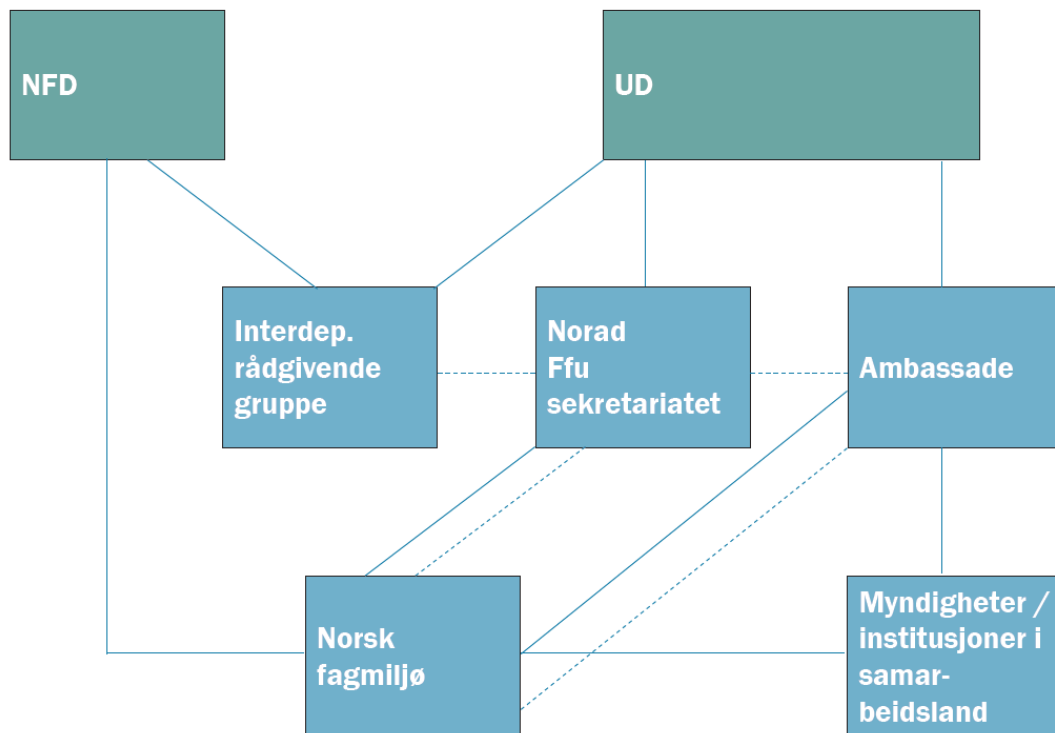 NFD
UD
Interdep.
rådgivende
gruppe
Norad
Ffu
sekretariatet
Ambassade
Norsk
fagmiljø
Myndigheter /
institusjoner i
samar-
beidsland